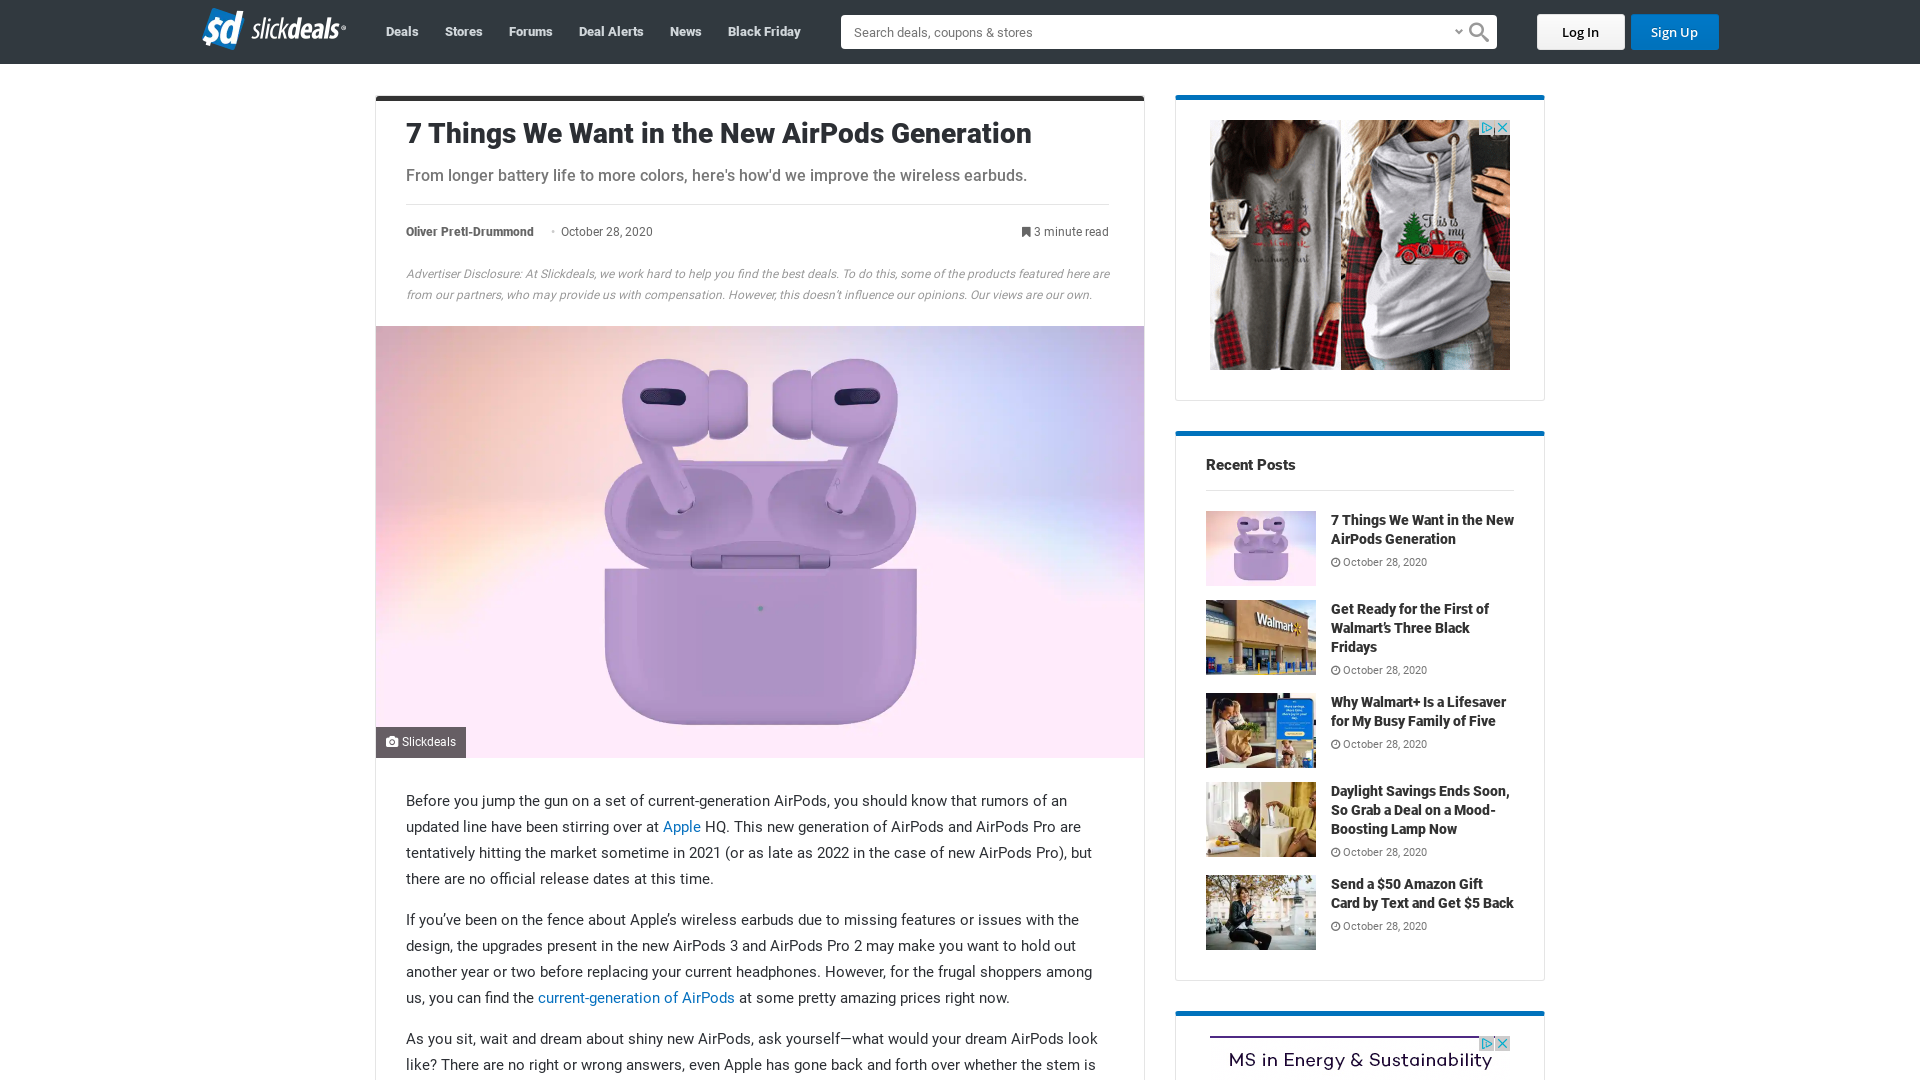 sd slickdeals
Deals
Stores
Forums
Deal Alerts
News
Black Friday
Search deals, coupons & stores
Log In
Sign Up
7 Things We Want in the New AirPods Generation
From longer battery life to more colors, here's how'd we improve the wireless earbuds.
Oliver Pretl-Drummond • October 28, 2020
3 minute read
Advertiser Disclosure: At Slickdeals, we work hard to help you find the best deals. To do this, some of the products featured here are
from our partners, who may provide us with compensation. However, this doesn’t influence our opinions. Our views are our own.
Slickdeals
Before you jump the gun on a set of current-generation AirPods, you should know that rumors of an
updated line have been stirring over at Apple HQ. This new generation of AirPods and AirPods Pro are
tentatively hitting the market sometime in 2021 (or as late as 2022 in the case of new AirPods Pro), but
there are no official release dates at this time.
If you’ve been on the fence about Apple’s wireless earbuds due to missing features or issues with the
design, the upgrades present in the new AirPods 3 and AirPods Pro 2 may make you want to hold out
another year or two before replacing your current headphones. However, for the frugal shoppers among
us, you can find the current-generation of AirPods at some pretty amazing prices right now.
As you sit, wait and dream about shiny new AirPods, ask yourself—what would your dream AirPods look
like? There are no right or wrong answers, even Apple has gone back and forth over whether the stem is
This is
my
Recent Posts
7 Things We Want in the New
AirPods Generation
October 28, 2020
Walmart
Get Ready for the First of
Walmart’s Three Black
Fridays
October 28, 2020
Why Walmart+ Is a Lifesaver
for My Busy Family of Five
October 28, 2020
Daylight Savings Ends Soon,
So Grab a Deal on a Mood-
Boosting Lamp Now
October 28, 2020
Send a $50 Amazon Gift
Card by Text and Get $5 Back
October 28, 2020
MS in Energy & Sustainability